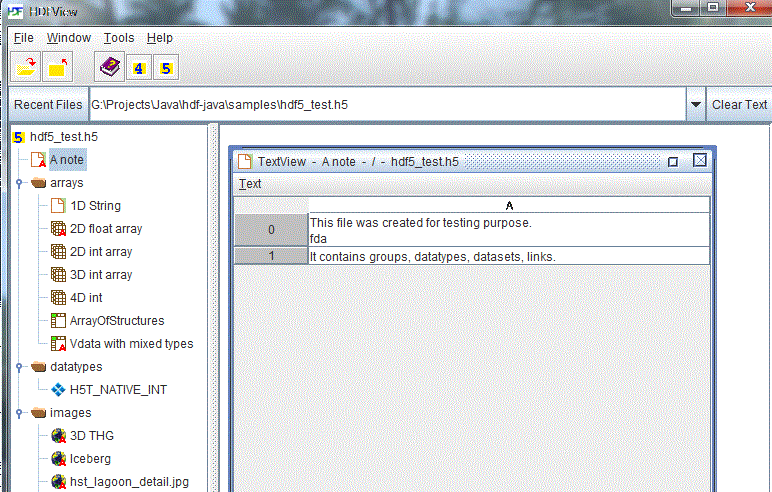 HDFView
File Window Tools Help
4 5
Recent Files G:\Projects\Java\hdf-java\samples\hdf5_test.h5 Clear Text
5 hdf5_test.h5
A note
arrays
1D String
2D float array
2D int array
3D int array
4D int
ArrayOfStructures
Vdata with mixed types
datatypes
H5T_NATIVE_INT
images
3D THG
Iceberg
hst_lagoon_detail.jpg
TextView - A note - / - hdf5_test.h5
Text
A
0 This file was created for testing purpose.
fda
1 It contains groups, datatypes, datasets, links.